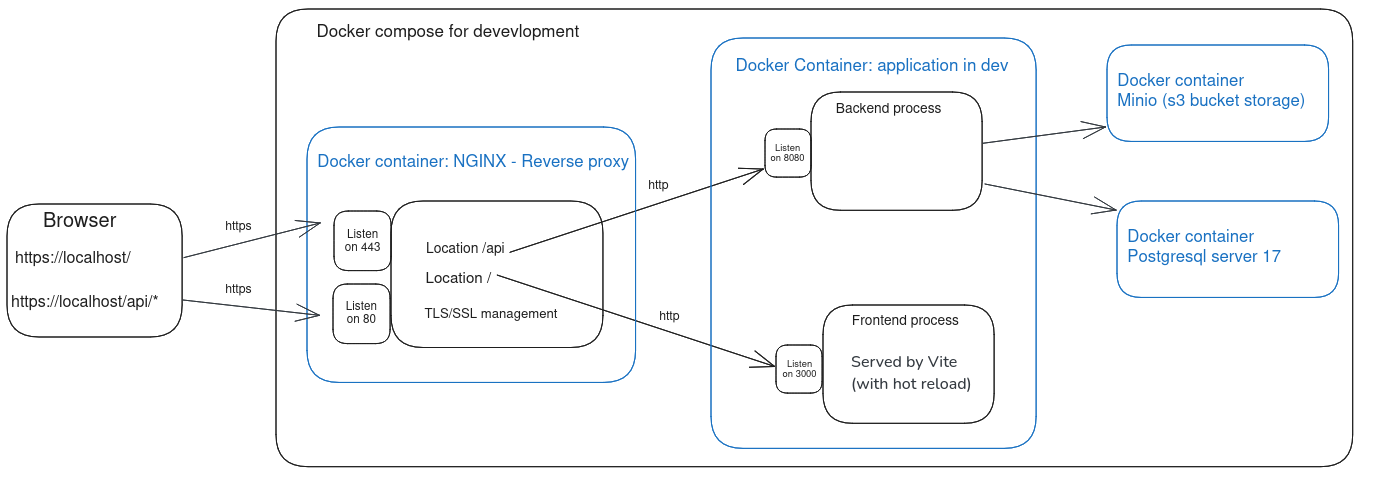 Docker compose for devevlopment
Browser
https://localhost/
https://localhost/api/*
https
https
Docker container: NGINX - Reverse proxy
Listen
on 443
Listen
on 80
Location /api
Location /
TLS/SSL management
http
http
Docker Container: application in dev
Listen
on 8080
Backend process
Listen
on 3000
Frontend process
Served by Vite
(with hot reload)
Docker container
Minio (s3 bucket storage)
Docker container
Postgresql server 17